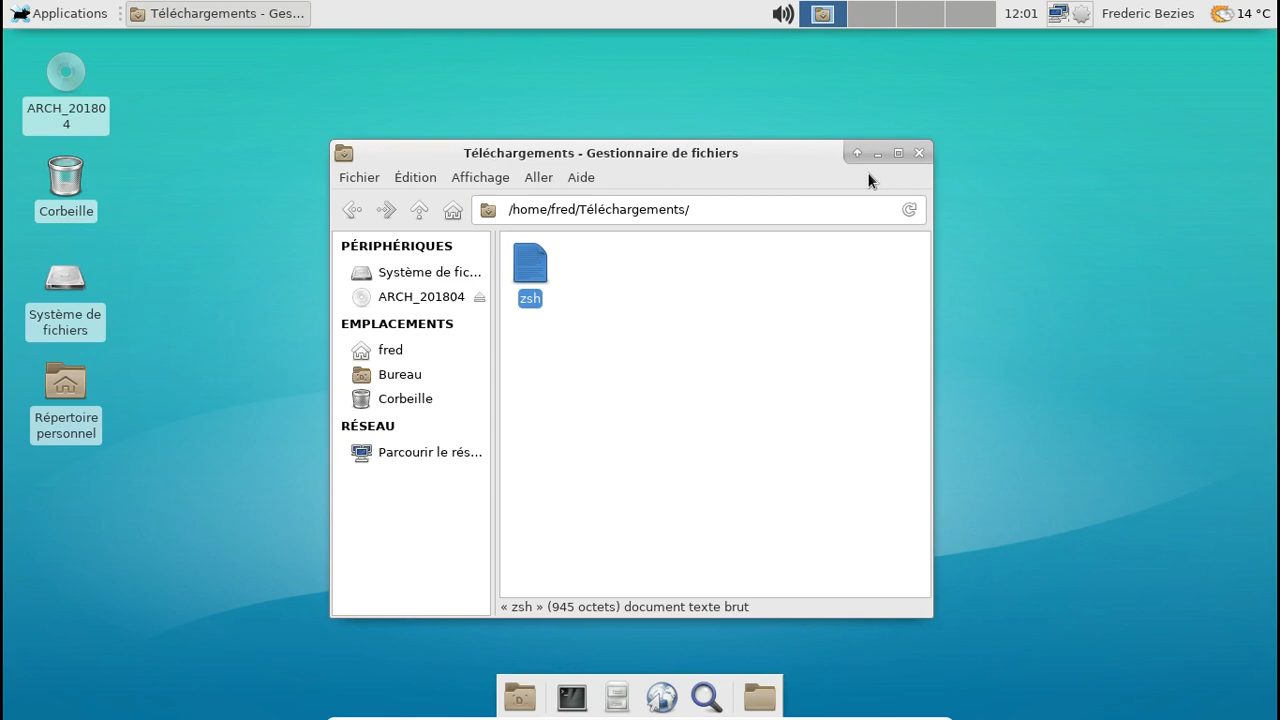 Applications
Téléchargements - Ges...
12:01
Frederic Bezies
14 °C
ARCH_20180
4
Corbeille
Système de
fichiers
Répertoire
personnel
Téléchargements - Gestionnaire de fichiers
Fichier Édition Affichage Aller Aide
/home/fred/Téléchargements/
PÉRIPHÉRIQUES
Système de fic...
ARCH_201804
EMPLACEMENTS
fred
Bureau
Corbeille
RÉSEAU
Parcourir le rés...
zsh
« zsh » (945 octets) document texte brut